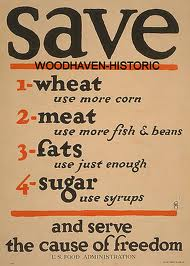 save
WOODHAVEN-HISTORIC
1-wheat
use more corn
2-meat
use more fish & beans
3-fats
use just enough
4-sugar
use syrups
and serve
the cause of freedom
U.S. FOOD ADMINISTRATION